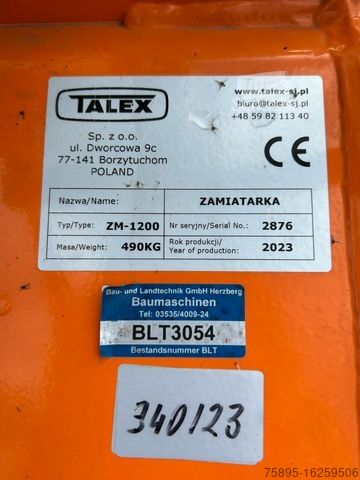 TALEX
www.talex-sj.pl
biuro@talex-sj.pl
+48 59 82 113 40
Sp. z o.o.
ul. Dworcowa 9c
77-141 Borzytuchom
POLAND
CE
Nazwa/Name: ZAMIATARKA
Typ/Type: ZM-1200 Nr seryjny/Serial No.: 2876
Masa/Weight: 490KG Rok produkcji/
Year of production: 2023
Bau- und Landtechnik GmbH Herzberg
Baumaschinen
Tel: 03535/4009-24
BLT3054
Bestandsnummer BLT
340123
75895-16259506